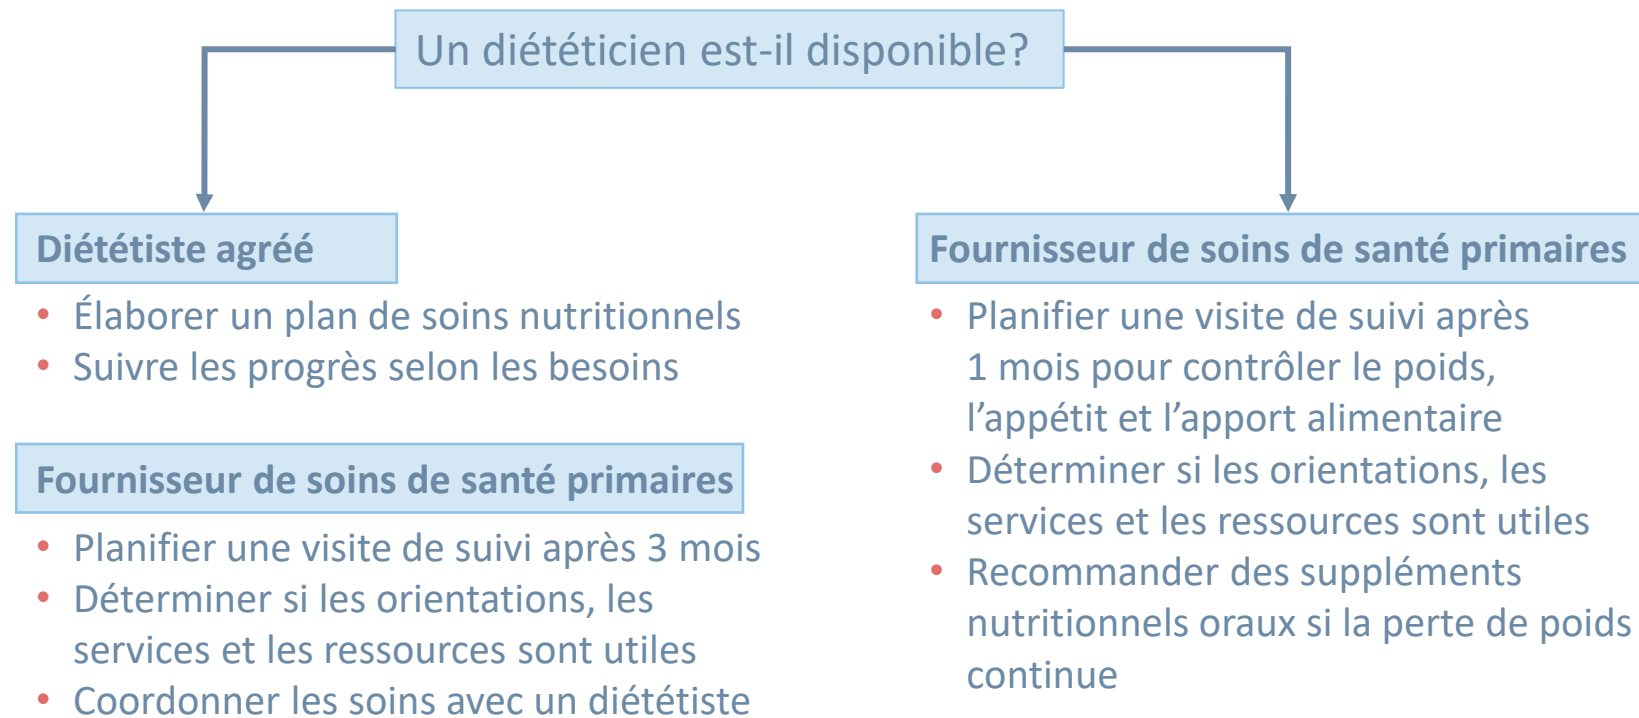 Un diététicien est-il disponible?
Diététiste agréé
• Élaborer un plan de soins nutritionnels
• Suivre les progrès selon les besoins
Fournisseur de soins de santé primaires
• Planifier une visite de suivi après 3 mois
• Déterminer si les orientations, les
services et les ressources sont utiles
• Coordonner les soins avec un diététiste
Fournisseur de soins de santé primaires
• Planifier une visite de suivi après
1 mois pour contrôler le poids,
l’appétit et l’apport alimentaire
• Déterminer si les orientations, les
services et les ressources sont utiles
• Recommander des suppléments
nutritionnels oraux si la perte de poids
continue